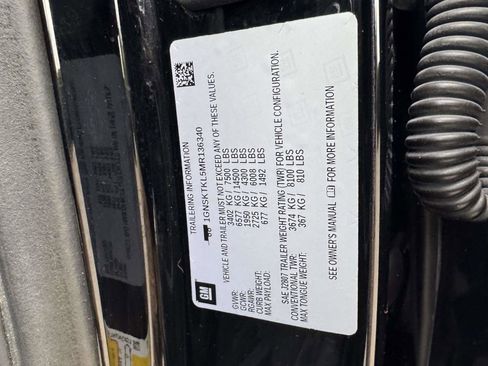 TRAILERING INFORMATION
1GNSKTKL5MR136340
VEHICLE AND TRAILER MUST NOT EXCEED ANY OF THESE VALUES.
GVWR: 3402 KG / 7500 LBS
GCWR: 6577 KG / 14500 LBS
RGAWR: 1950 KG / 4300 LBS
CURB WEIGHT: 2725 KG / 6008 LBS
MAX PAYLOAD: 677 KG / 1492 LBS
SAE J2807 TRAILER WEIGHT RATING (TWR) FOR VEHICLE CONFIGURATION.
CONVENTIONAL TWR: 3674 KG / 8100 LBS
MAX TONGUE WEIGHT: 367 KG / 810 LBS
SEE OWNER'S MANUAL FOR MORE INFORMATION
GM